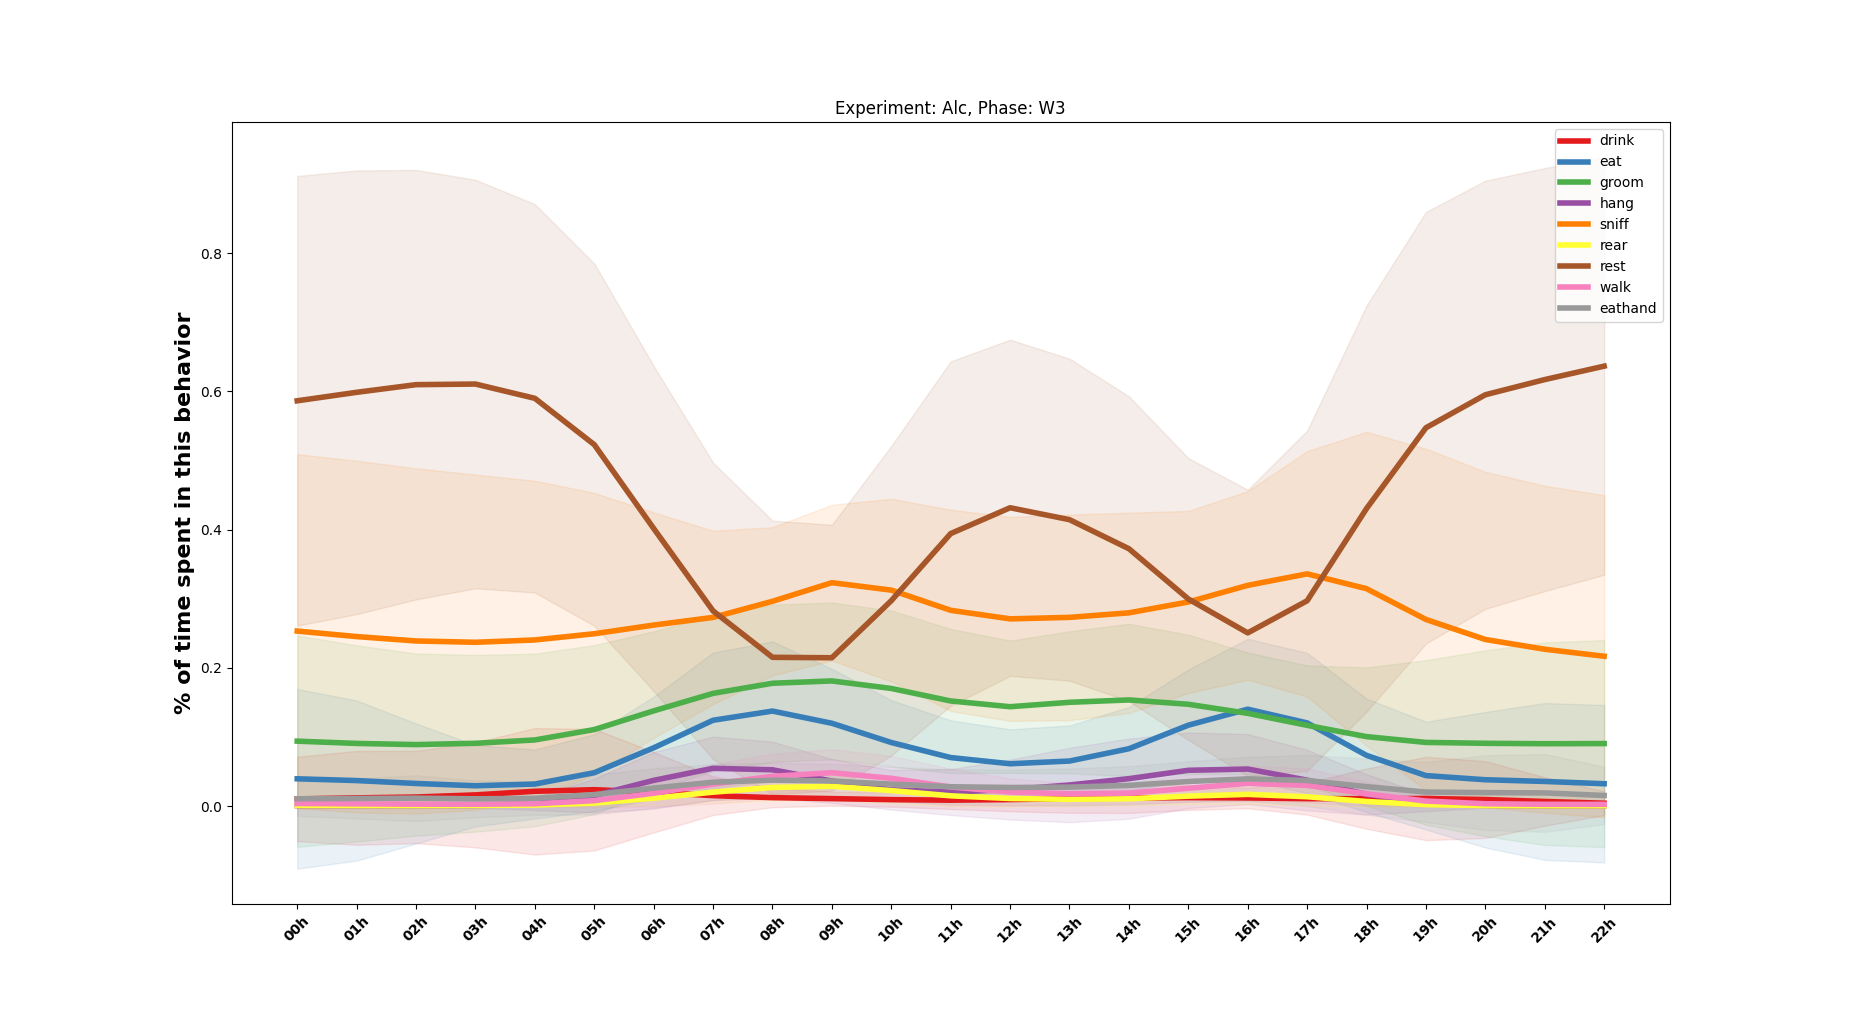 Experiment: Alc, Phase: W3
drink
eat
groom
hang
sniff
rear
rest
walk
eathand
% of time spent in this behavior
0.8
0.6
0.4
0.2
0.0
00h 01h 02h 03h 04h 05h 06h 07h 08h 09h 10h 11h 12h 13h 14h 15h 16h 17h 18h 19h 20h 21h 22h